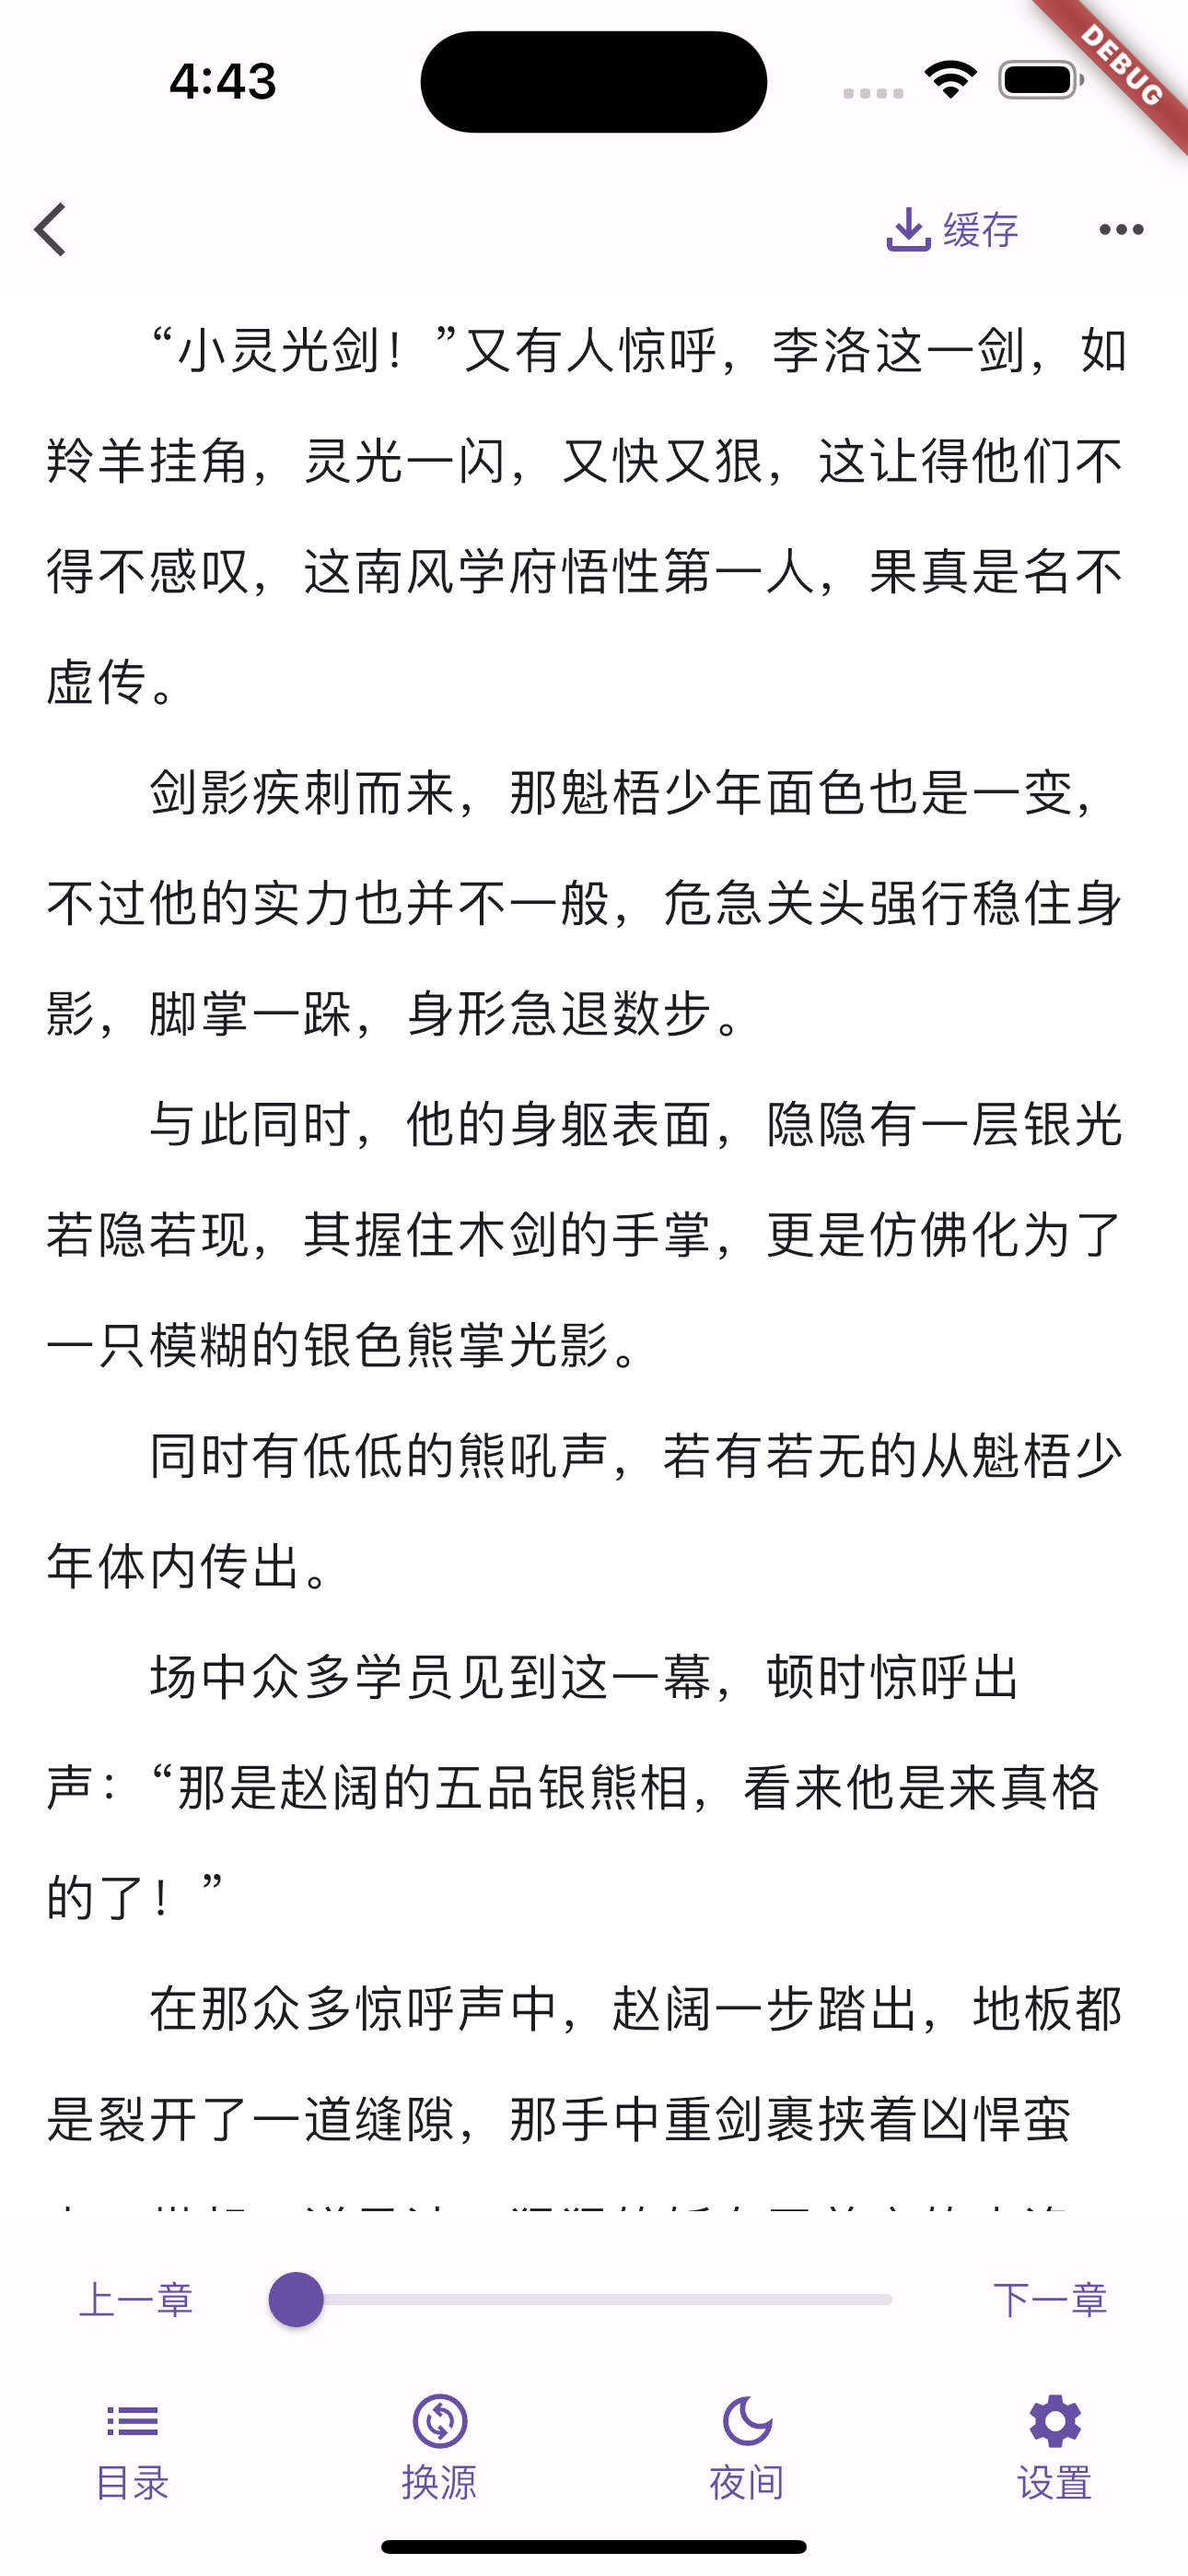 4:43
DEBUG
缓存
“小灵光剑！”又有人惊呼，李洛这一剑，如
羚羊挂角，灵光一闪，又快又狠，这让得他们不
得不感叹，这南风学府悟性第一人，果真是名不
虚传。
剑影疾刺而来，那魁梧少年面色也是一变，
不过他的实力也并不一般，危急关头强行稳住身
影，脚掌一跺，身形急退数步。
与此同时，他的身躯表面，隐隐有一层银光
若隐若现，其握住木剑的手掌，更是仿佛化为了
一只模糊的银色熊掌光影。
同时有低低的熊吼声，若有若无的从魁梧少
年体内传出。
场中众多学员见到这一幕，顿时惊呼出
声：“那是赵阔的五品银熊相，看来他是来真格
的了！”
在那众多惊呼声中，赵阔一步踏出，地板都
是裂开了一道缝隙，那手中重剑裹挟着凶悍蛮
上一章
下一章
目录
换源
夜间
设置